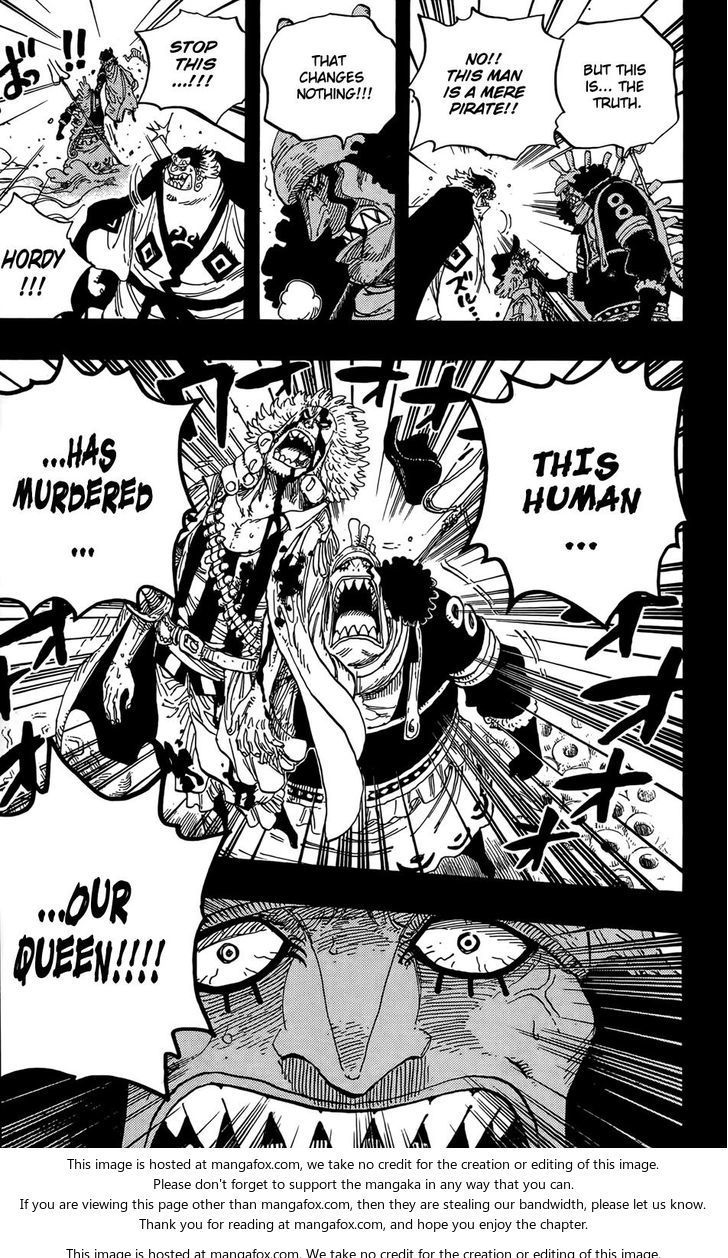 BUT THIS
IS... THE
TRUTH.
NO!!
THIS MAN
IS A MERE
PIRATE!!
ズル...
THAT
CHANGES
NOTHING!!!
STOP
THIS
...!!!
!!
HORDY
!!!
THIS
HUMAN
...
...HAS
MURDERED
...
...OUR
QUEEN!!!!
This image is hosted at mangafox.com, we take no credit for the creation or editing of this image.
Please don't forget to support the mangaka in any way that you can.
If you are viewing this page other than mangafox.com, then they are stealing our bandwidth, please let us know.
Thank you for reading at mangafox.com, and hope you enjoy the chapter.
This image is hosted at mangafox.com. We take no credit for the creation or editing of this image.